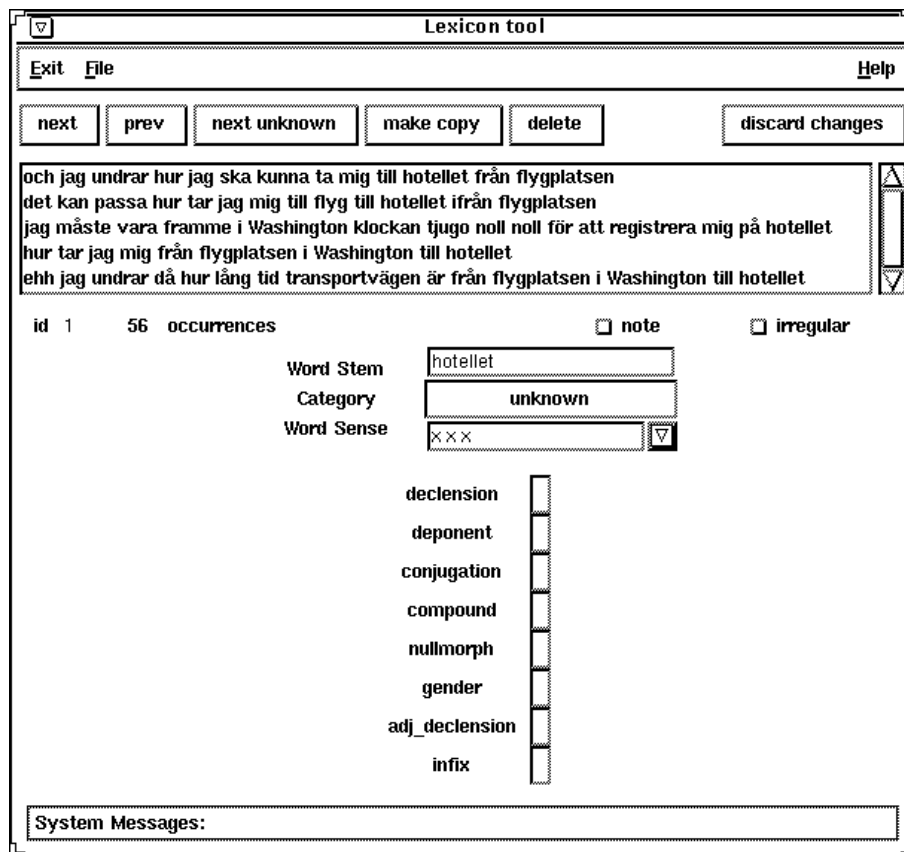 Lexicon tool
Exit File Help
next prev next unknown make copy delete discard changes
och jag undrar hur jag ska kunna ta mig till hotellet från flygplatsen
det kan passa hur tar jag mig till flyg till hotellet ifrån flygplatsen
jag måste vara framme i Washington klockan tjugo noll noll för att registrera mig på hotellet
hur tar jag mig från flygplatsen i Washington till hotellet
ehh jag undrar då hur lång tid transportvägen är från flygplatsen i Washington till hotellet
id 1 56 occurrences note irregular
Word Stem hotellet
Category unknown
Word Sense xxx
declension
deponent
conjugation
compound
nullmorph
gender
adj_declension
infix
System Messages: